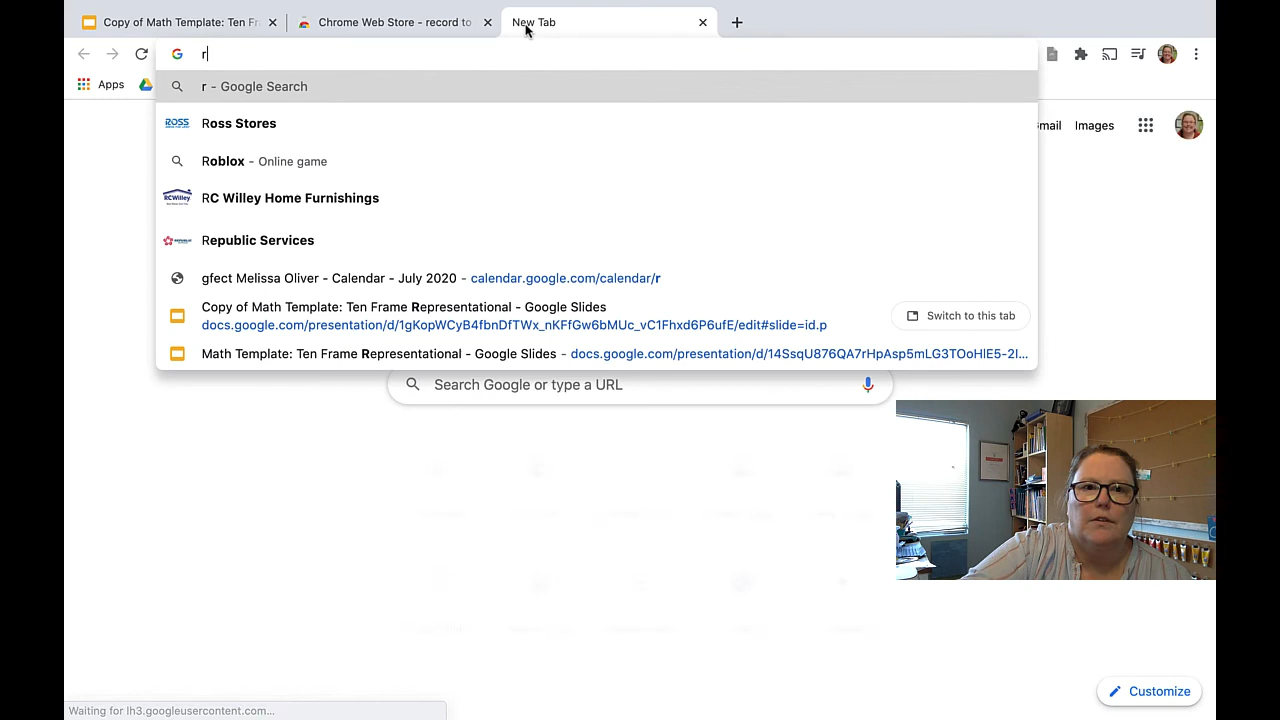 Copy of Math Template: Ten Fr
Chrome Web Store - record to
New Tab
r
Apps
r - Google Search
ROSS
Ross Stores
Roblox - Online game
RCWilley
RC Willey Home Furnishings
Republic Services
gfect Melissa Oliver - Calendar - July 2020 - calendar.google.com/calendar/r
Copy of Math Template: Ten Frame Representational - Google Slides
docs.google.com/presentation/d/1gKopWCyB4fbnDfTWx_nKFfGw6bMUc_vC1Fhxd6P6ufE/edit#slide=id.p
Switch to this tab
Math Template: Ten Frame Representational - Google Slides - docs.google.com/presentation/d/14SsqU876QA7rHpAsp5mLG3TOoHlE5-2I...
Gmail
Images
Search Google or type a URL
Customize
Waiting for lh3.googleusercontent.com...